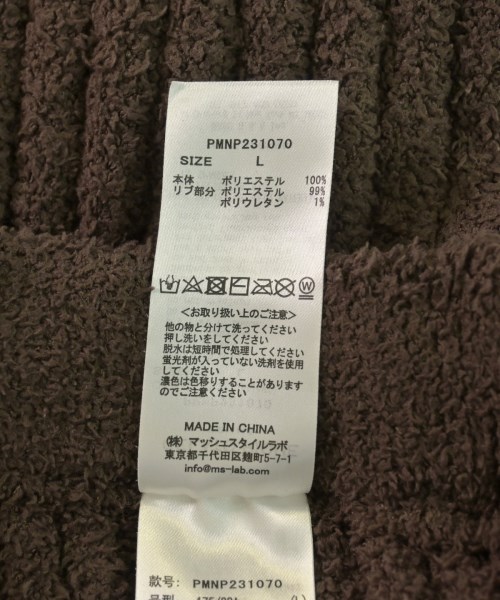 PMNP231070
SIZE L
本体 ポリエステル 100%
リブ部分 ポリエステル 99%
ポリウレタン 1%
<お取り扱い上のご注意>
他の物と分けて洗ってください
押し洗いをしてください
脱水は短時間で処理してください
蛍光剤が入っていない洗剤を使用
してください
濃色は色移りすることがあります
のでご注意ください
MADE IN CHINA
(株) マッシュスタイルラボ
東京都千代田区麹町5-7-1
info@ms-lab.com
款号: PMNP231070